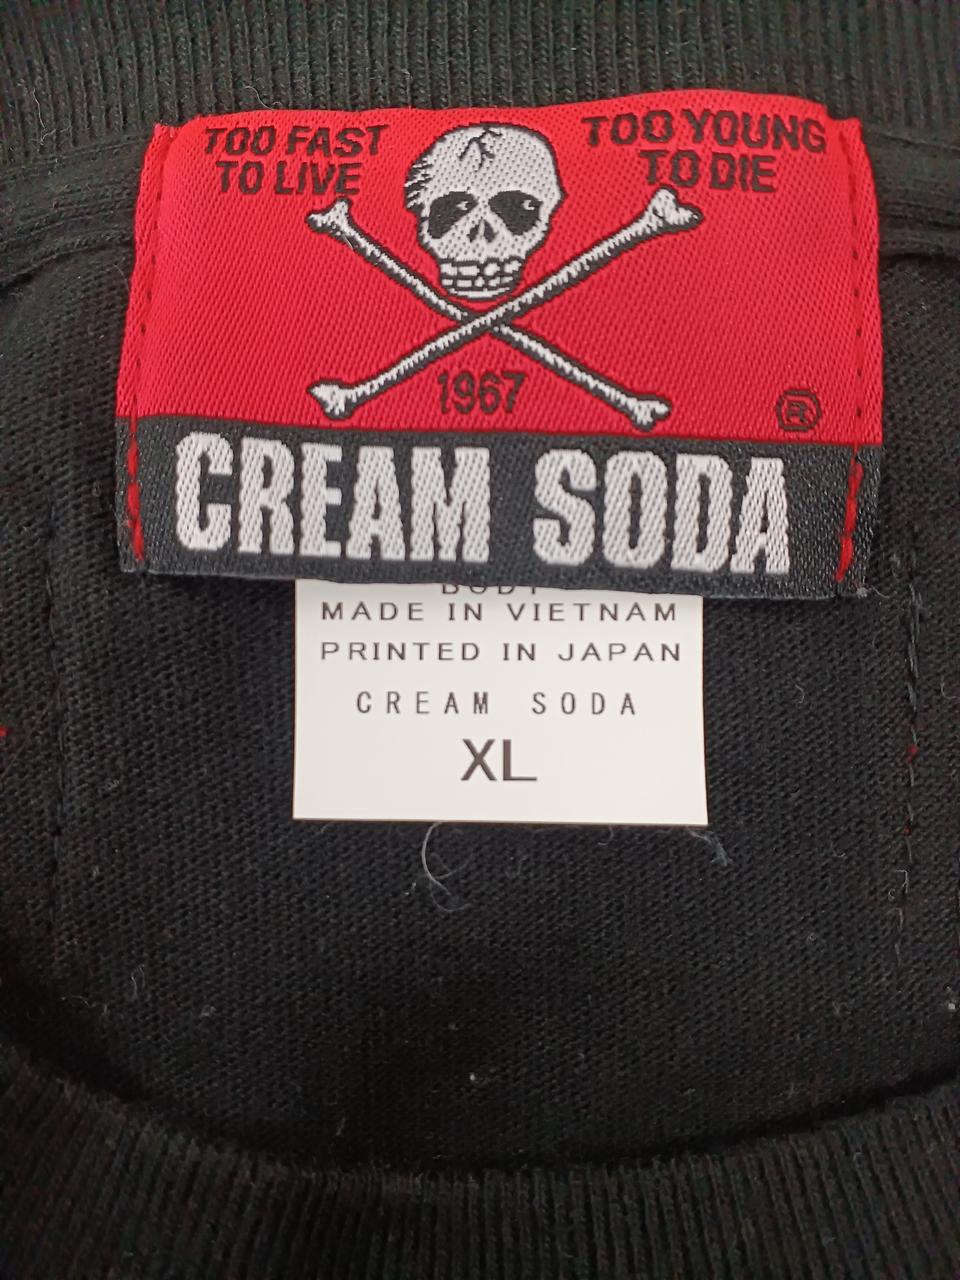 TOO FAST
TO LIVE
TOO YOUNG
TO DIE
1967
®
CREAM SODA
BODY
MADE IN VIETNAM
PRINTED IN JAPAN
CREAM SODA
XL